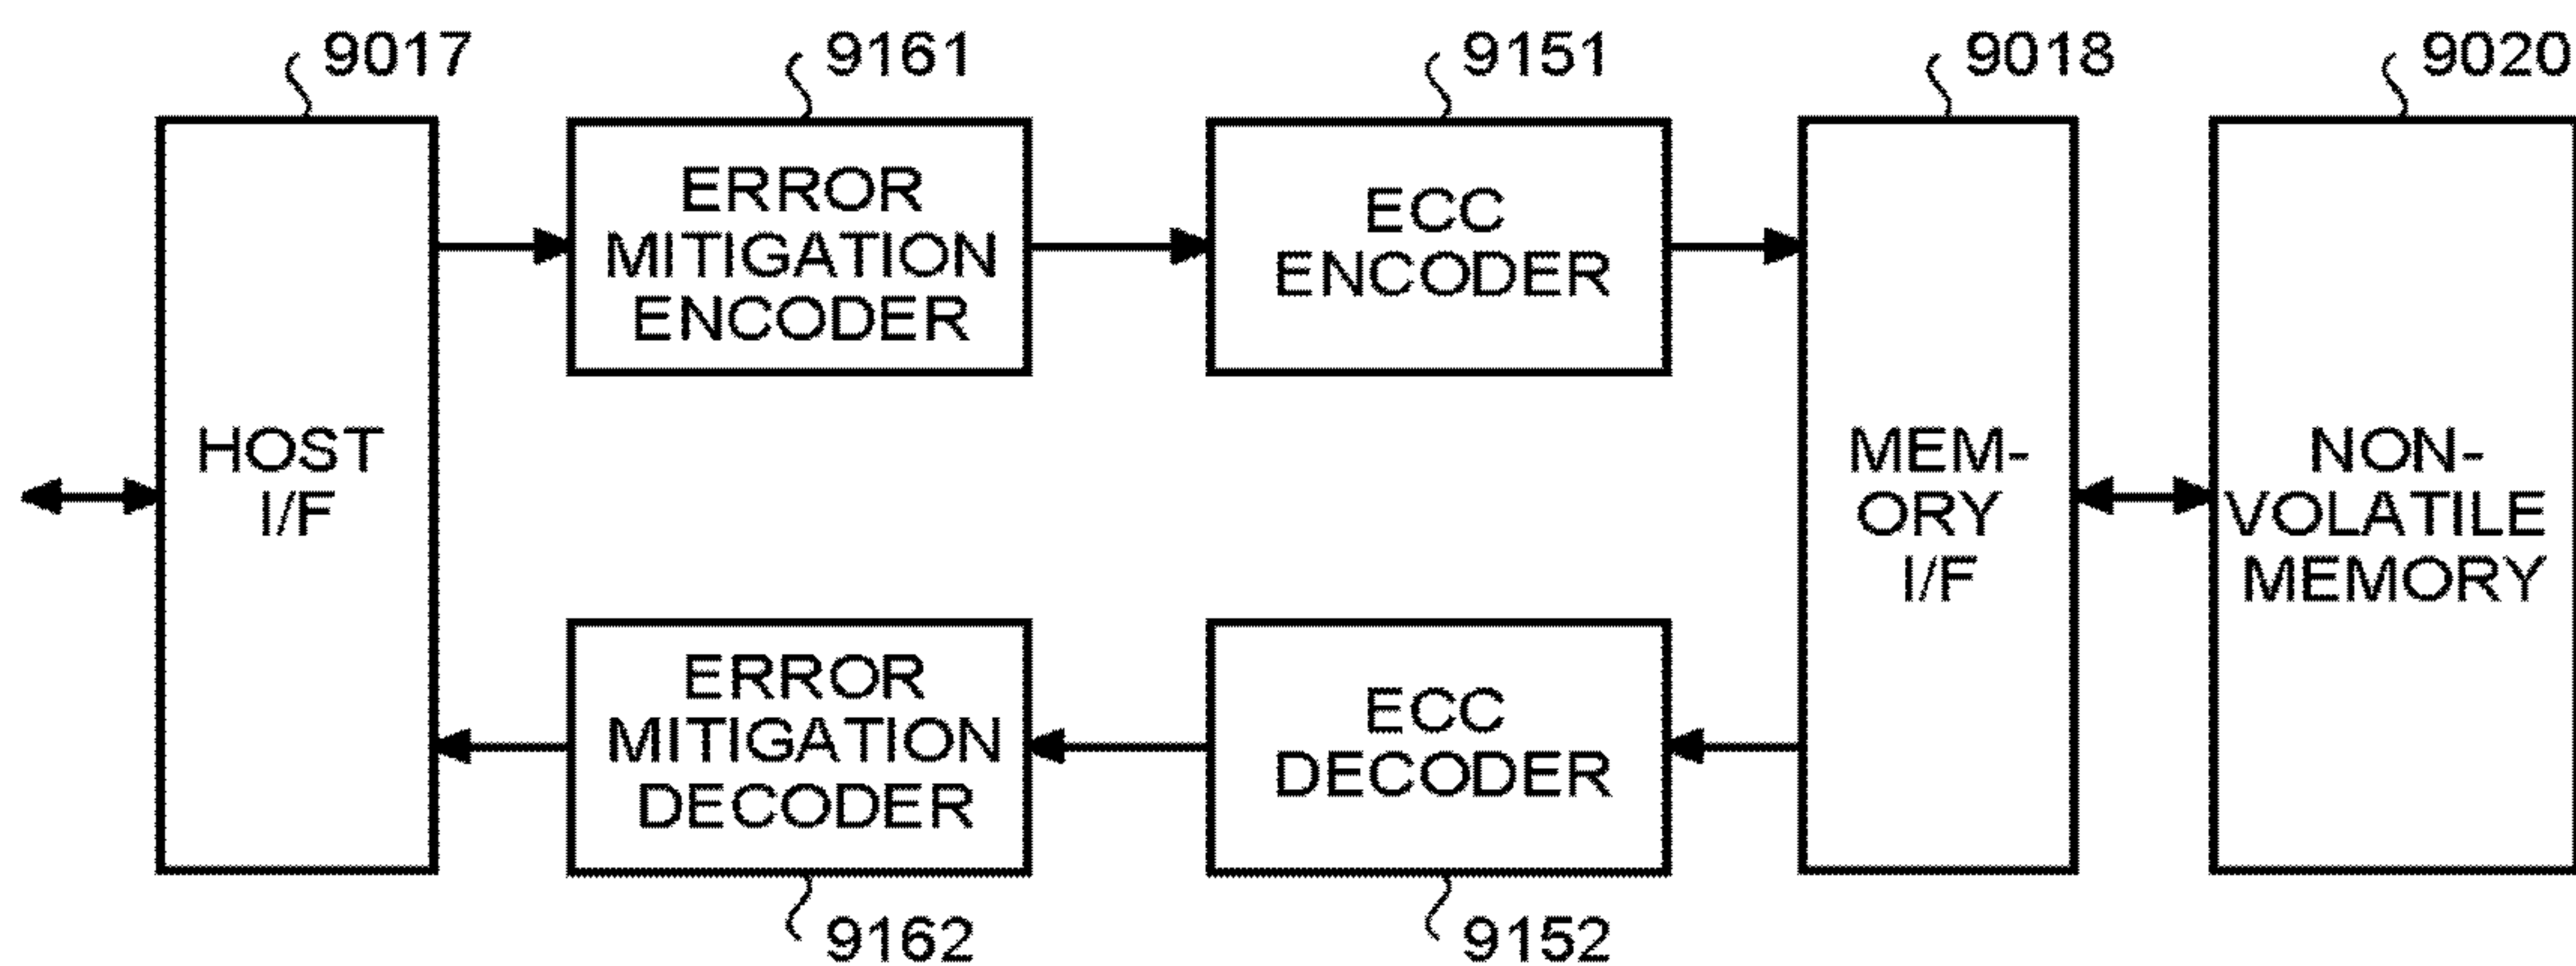 9017
9161
9151
9018
9020
HOST
I/F
ERROR
MITIGATION
ENCODER
ECC
ENCODER
MEM-
ORY
I/F
NON-
VOLATILE
MEMORY
ERROR
MITIGATION
DECODER
ECC
DECODER
9162
9152